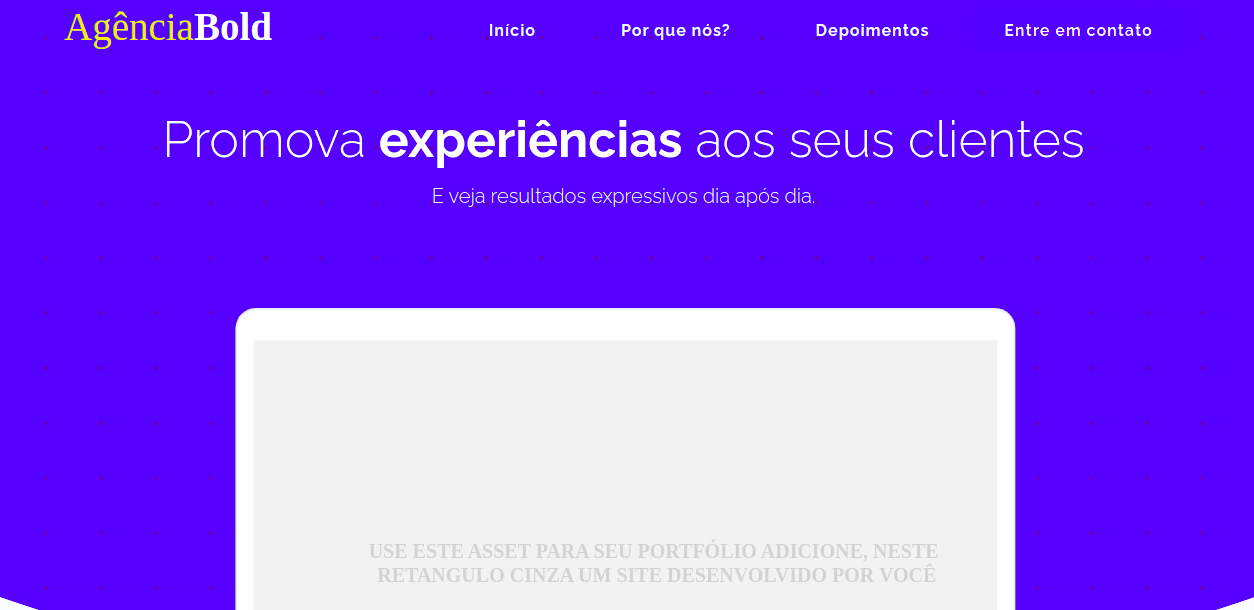 AgênciaBold
Início
Por que nós?
Depoimentos
Entre em contato
Promova experiências aos seus clientes
E veja resultados expressivos dia após dia.
USE ESTE ASSET PARA SEU PORTFÓLIO ADICIONE, NESTE
RETANGULO CINZA UM SITE DESENVOLVIDO POR VOCÊ